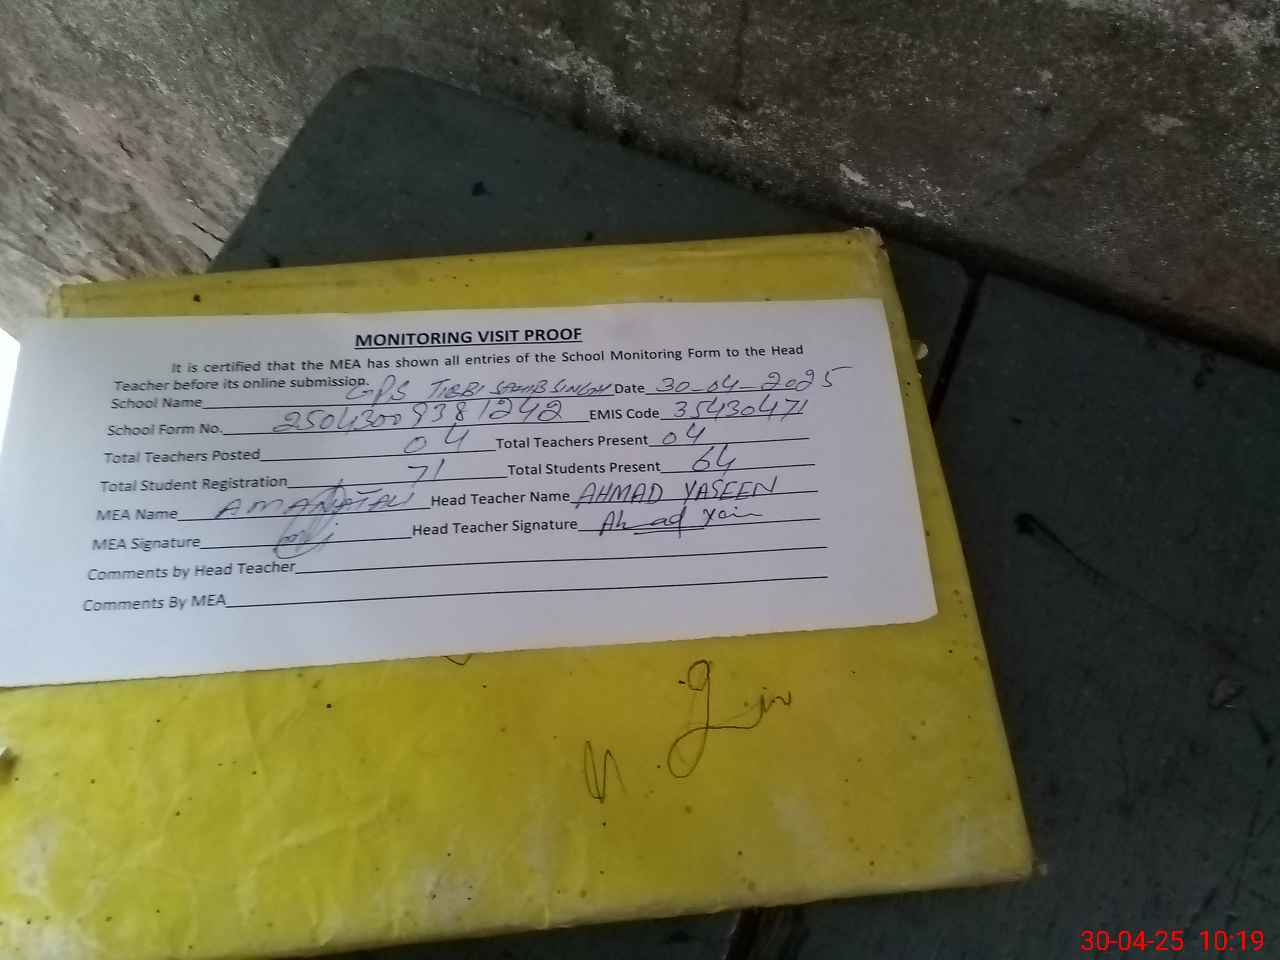 MONITORING VISIT PROOF
It is certified that the MEA has shown all entries of the School Monitoring Form to the Head
Teacher before its online submission.
School Name GPS TIBBI SAHIB SINGH Date 30-04-2025
School Form No. 25043009381242 EMIS Code 35430471
Total Teachers Posted 04 Total Teachers Present 04
Total Student Registration 71 Total Students Present 64
MEA Name AMANAT ALI Head Teacher Name AHMAD YASEEN
MEA Signature Head Teacher Signature Ahmad
Comments by Head Teacher
Comments By MEA
30-04-25 10:19